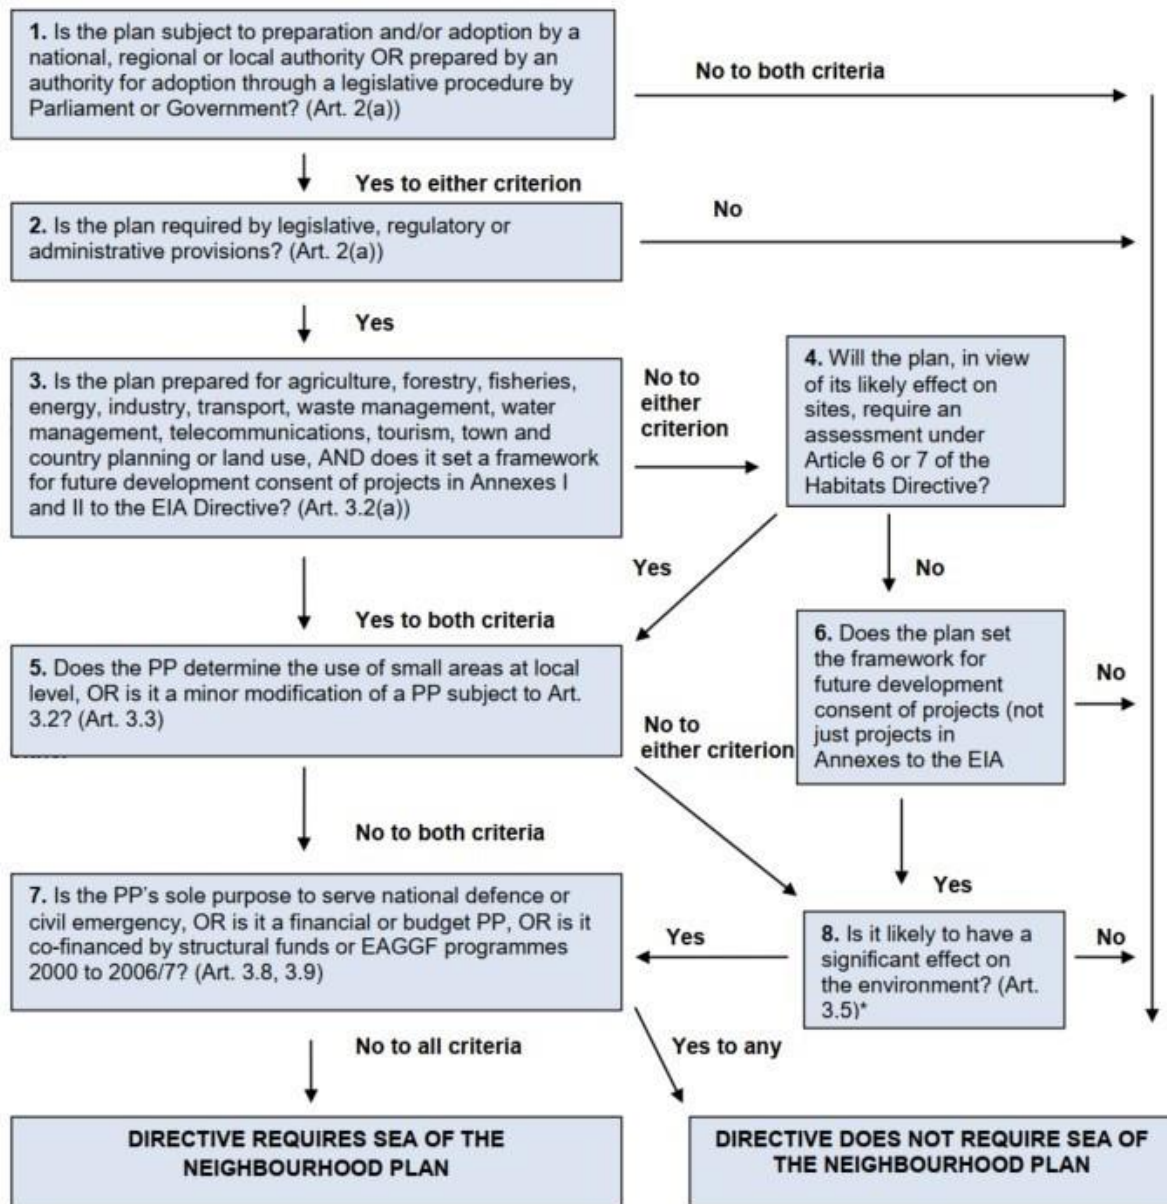 1. Is the plan subject to preparation and/or adoption by a
national, regional or local authority OR prepared by an
authority for adoption through a legislative procedure by
Parliament or Government? (Art. 2(a))
No to both criteria
Yes to either criterion
2. Is the plan required by legislative, regulatory or
administrative provisions? (Art. 2(a))
No
Yes
3. Is the plan prepared for agriculture, forestry, fisheries,
energy, industry, transport, waste management, water
management, telecommunications, tourism, town and
country planning or land use, AND does it set a framework
for future development consent of projects in Annexes I
and II to the EIA Directive? (Art. 3.2(a))
No to
either
criterion
4. Will the plan, in view
of its likely effect on
sites, require an
assessment under
Article 6 or 7 of the
Habitats Directive?
Yes
No
Yes to both criteria
5. Does the PP determine the use of small areas at local
level, OR is it a minor modification of a PP subject to Art.
3.2? (Art. 3.3)
No to
either criterion
6. Does the plan set
the framework for
future development
consent of projects (not
just projects in
Annexes to the EIA
No
No to both criteria
Yes
7. Is the PP's sole purpose to serve national defence or
civil emergency, OR is it a financial or budget PP, OR is it
co-financed by structural funds or EAGGF programmes
2000 to 2006/7? (Art. 3.8, 3.9)
Yes
8. Is it likely to have a
significant effect on
the environment? (Art.
3.5)*
No
No to all criteria
Yes to any
DIRECTIVE REQUIRES SEA OF THE
NEIGHBOURHOOD PLAN
DIRECTIVE DOES NOT REQUIRE SEA OF
THE NEIGHBOURHOOD PLAN